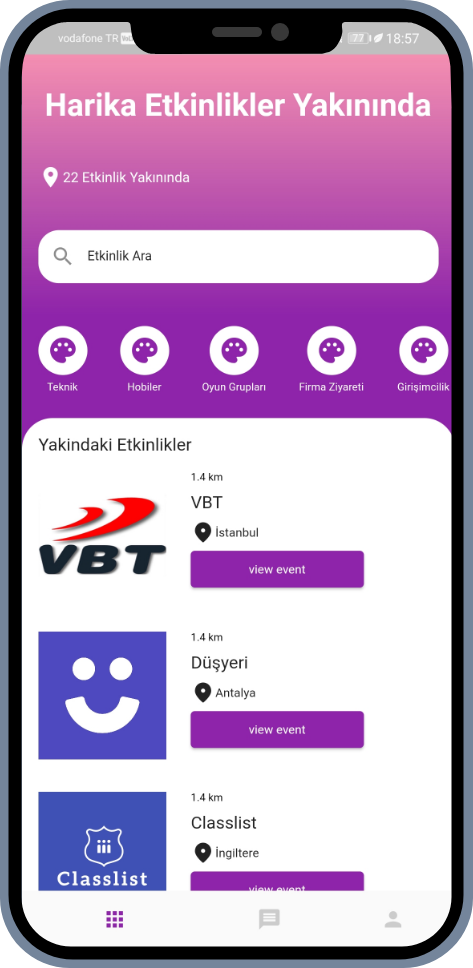 vodafone TR
77 18:57
Harika Etkinlikler Yakınında
22 Etkinlik Yakınında
Etkinlik Ara
Teknik
Hobiler
Oyun Grupları
Firma Ziyareti
Girişimcilik
Yakindaki Etkinlikler
1.4 km
VBT
VBT
İstanbul
view event
1.4 km
Düşyeri
Antalya
view event
1.4 km
Classlist
iii
Classlist
İngiltere
view event